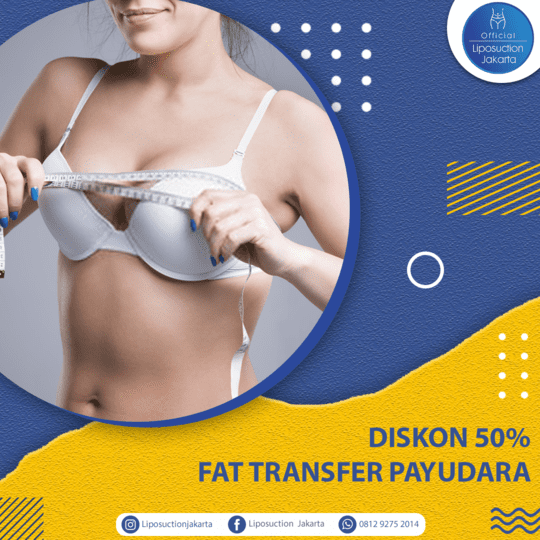 Official
Liposuction
Jakarta
DISKON 50%
FAT TRANSFER PAYUDARA
Liposuctionjakarta
Liposuction Jakarta
0812 9275 2014